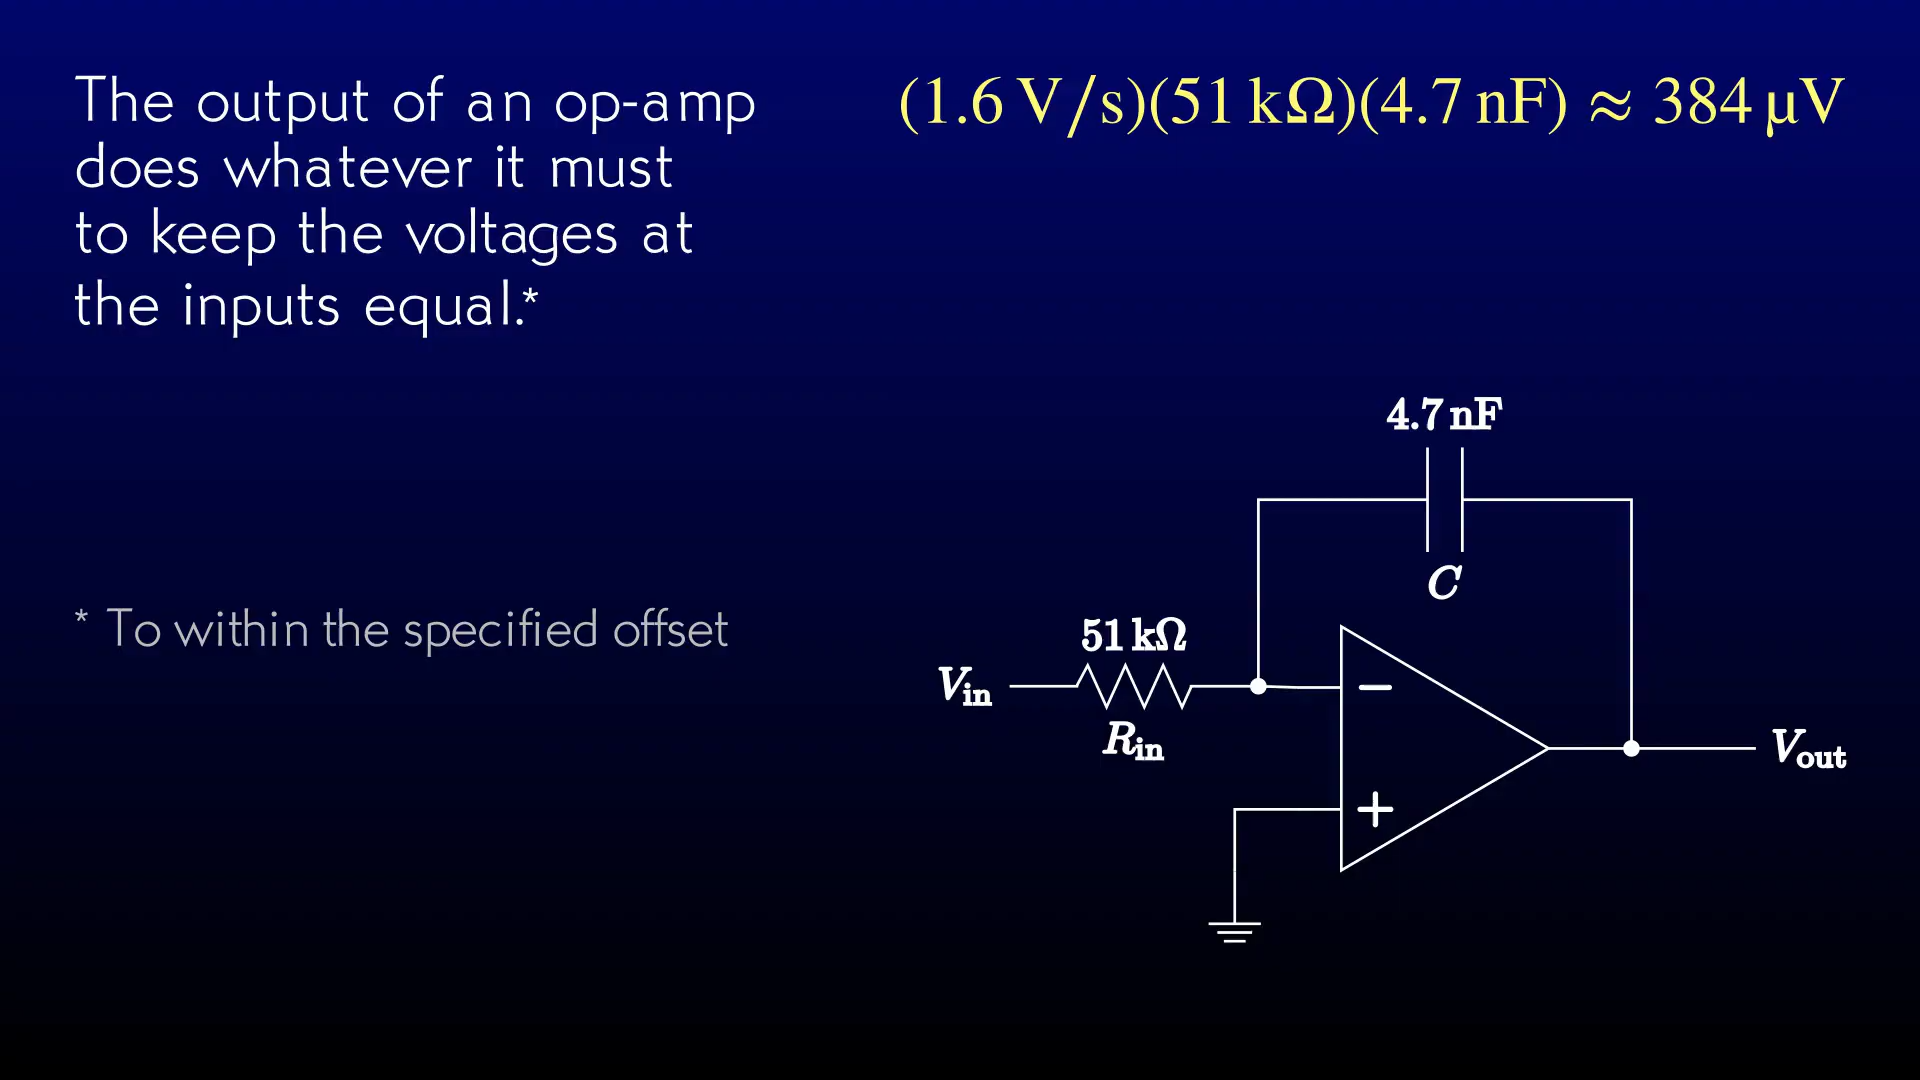 The output of an op-amp
does whatever it must
to keep the voltages at
the inputs equal.*
(1.6 V/s)(51 kΩ)(4.7 nF) ≈ 384 μV
* To within the specified offset
4.7 nF
C
51 kΩ
Vin
Rin
−
+
Vout